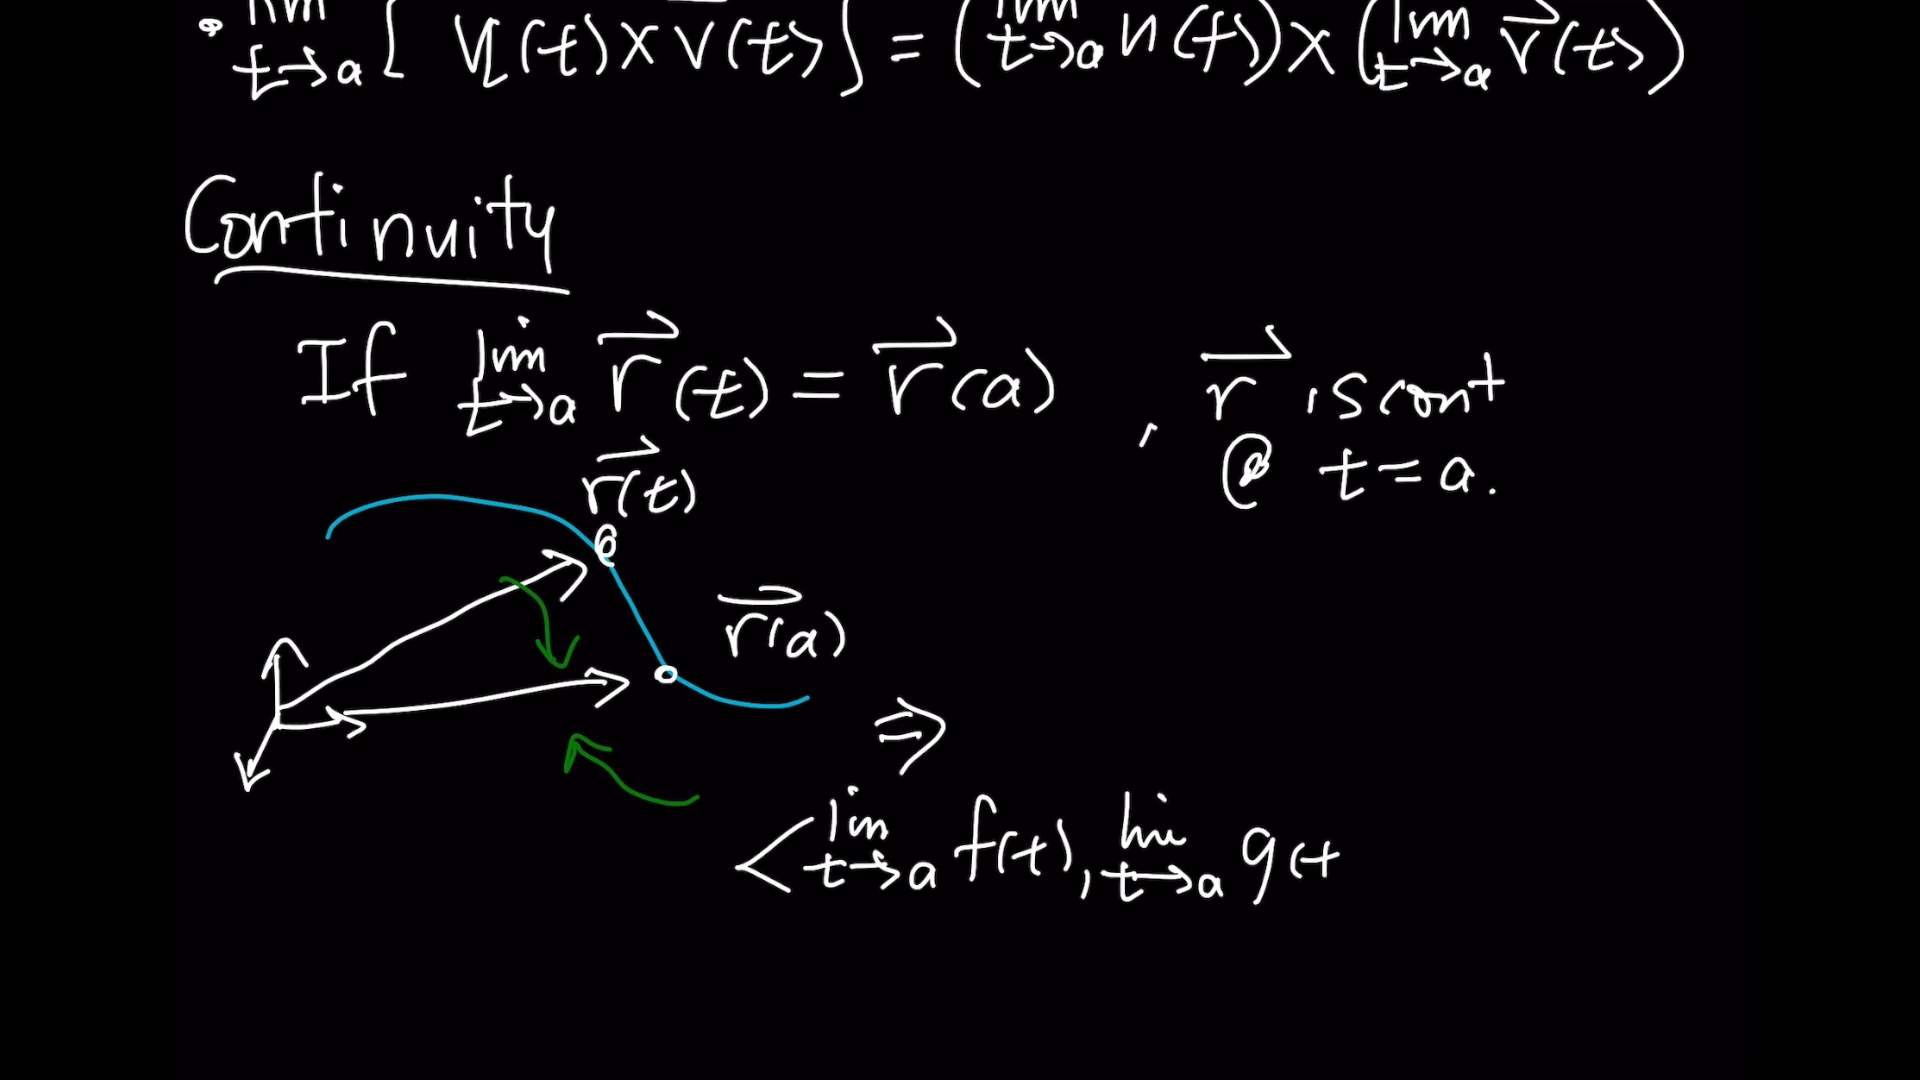 • lim t→a [ u(t) × v⃗(t) ] = (lim t→a u(t)) × (lim t→a v⃗(t))
Continuity
If lim t→a r⃗(t) = r⃗(a) , r⃗ is cont
@ t = a.
r⃗(t)
r⃗(a)
⇒
< lim t→a f(t), lim t→a g(t